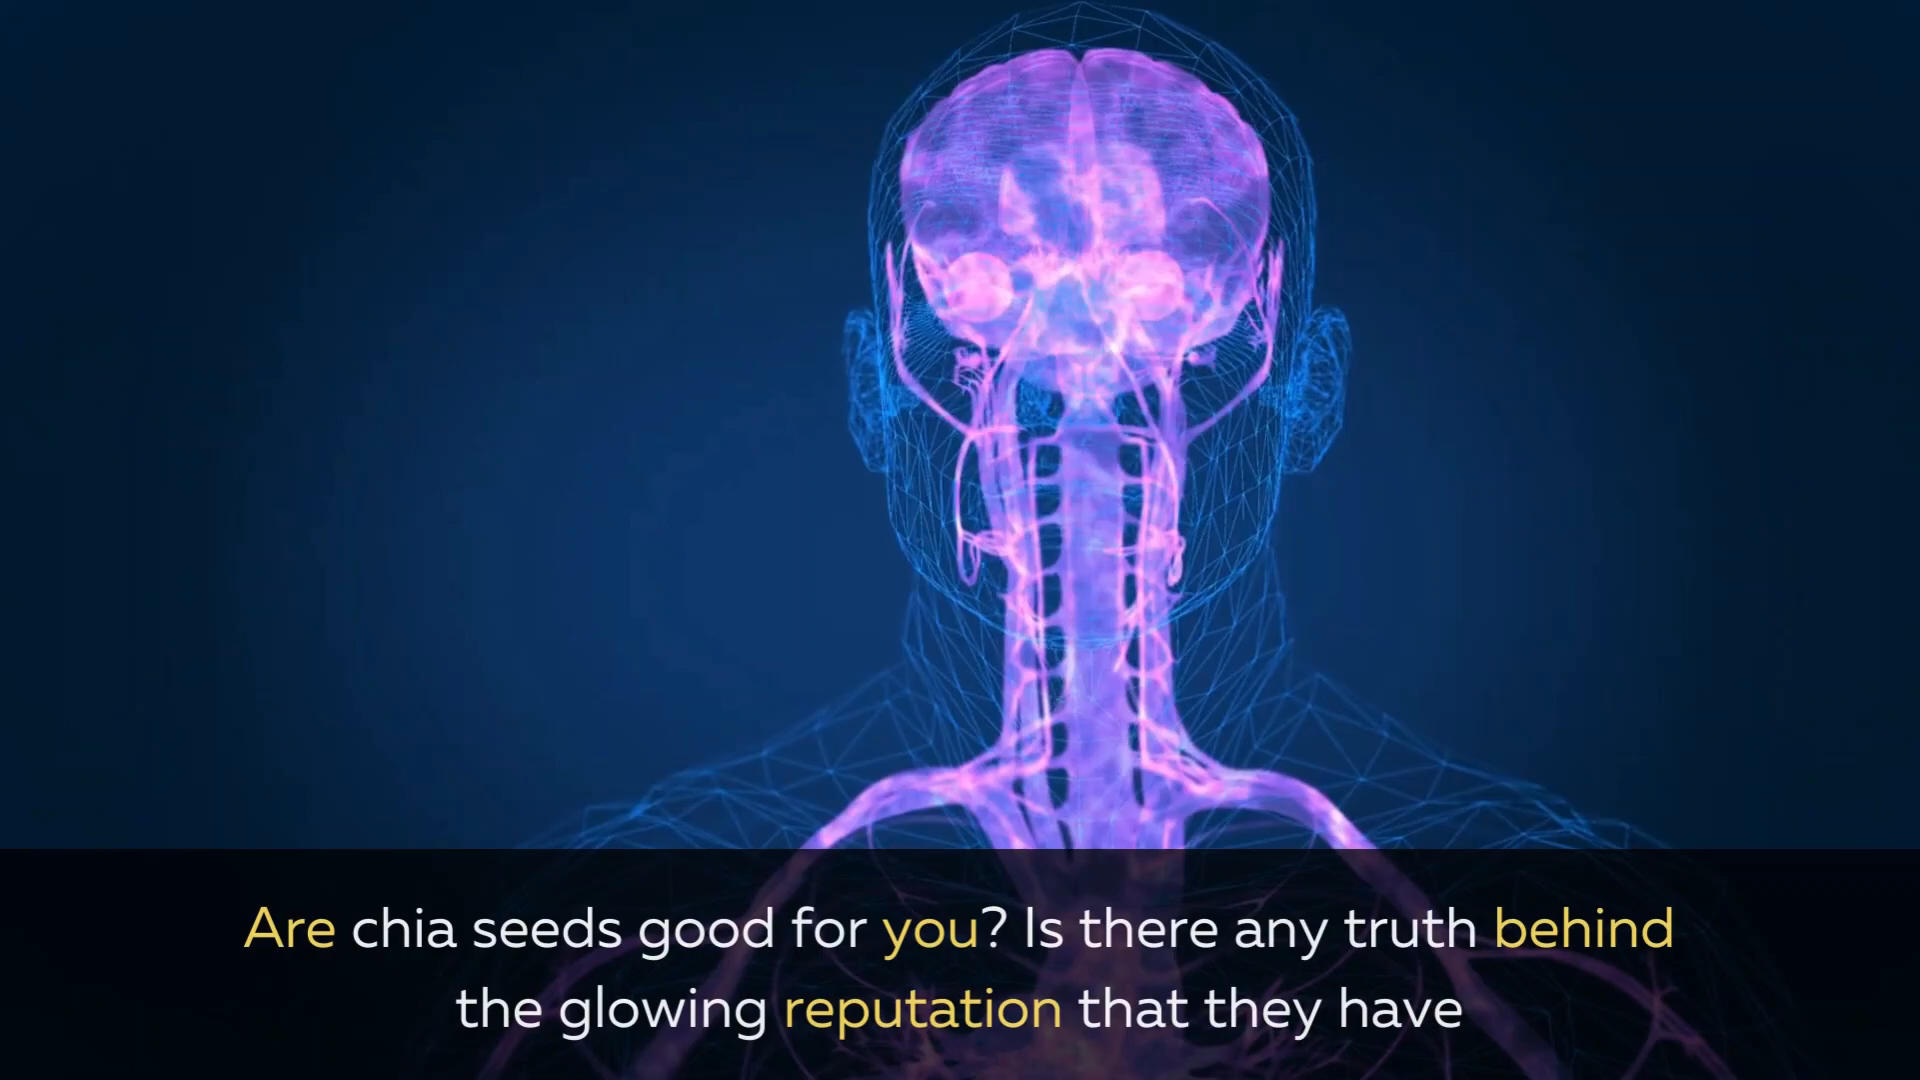 Are chia seeds good for you? Is there any truth behind
the glowing reputation that they have